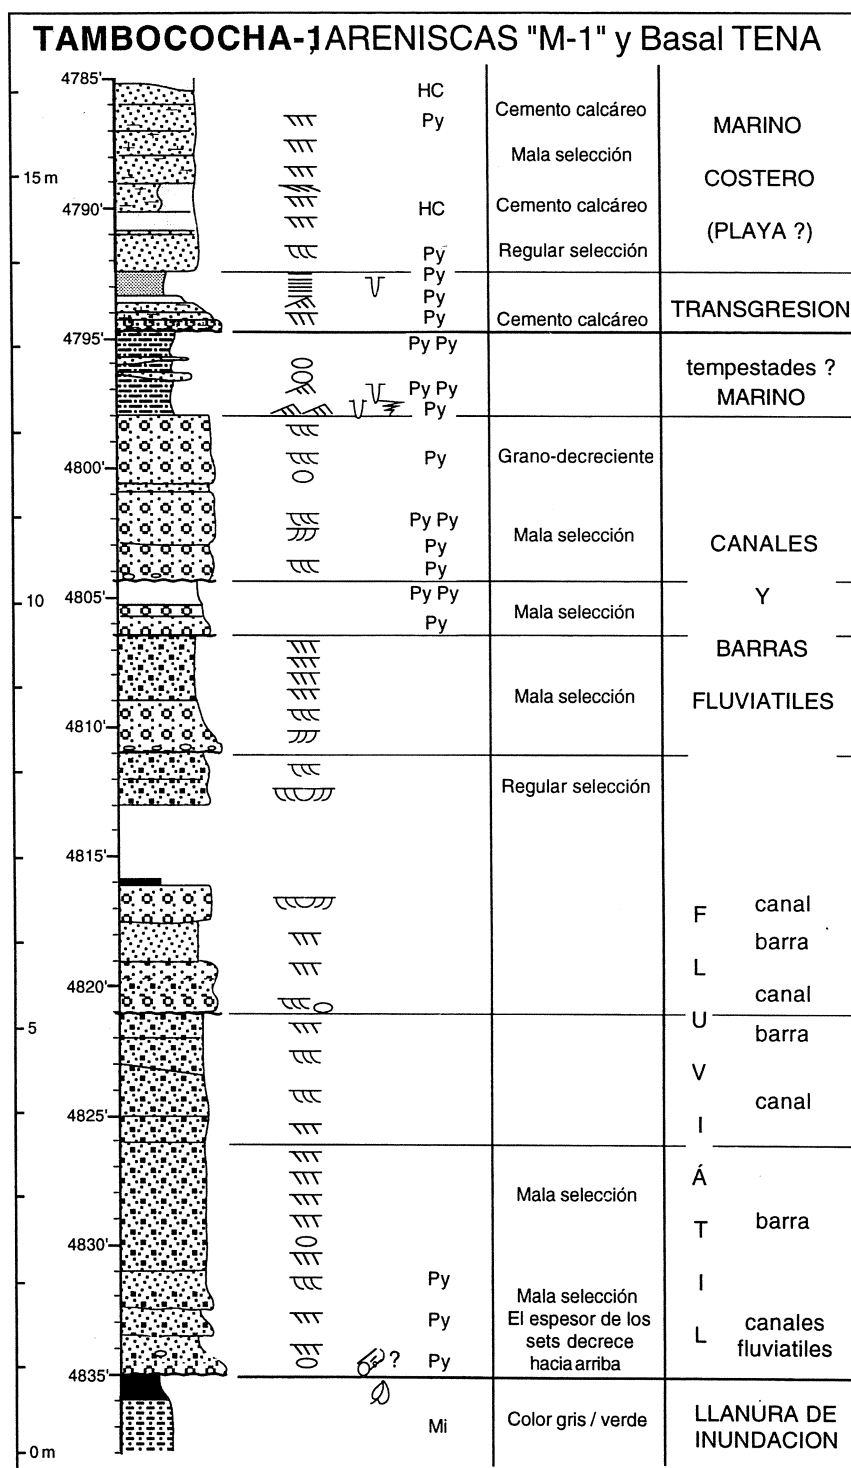 TAMBOCOCHA-1, ARENISCAS "M-1" y Basal TENA
4785'
HC
Cemento calcáreo
Py
MARINO
Mala selección
15 m
COSTERO
4790'
HC
Cemento calcáreo
(PLAYA ?)
Py
Regular selección
Py
Py
TRANSGRESION
Py
Cemento calcáreo
4795'
Py Py
tempestades ?
Py Py
MARINO
Py
4800'
Py
Grano-decreciente
Py Py
Mala selección
CANALES
Py
Py
10
4805'
Py Py
Y
Mala selección
Py
BARRAS
Mala selección
FLUVIATILES
4810'
Regular selección
4815'
F
canal
barra
L
4820'
canal
5
U
barra
V
canal
4825'
I
Á
Mala selección
T
barra
4830'
Py
I
Mala selección
Py
El espesor de los
canales
sets decrece
L
fluviatiles
?
Py
hacia arriba
4835'
Mi
Color gris / verde
LLANURA DE
INUNDACION
0 m